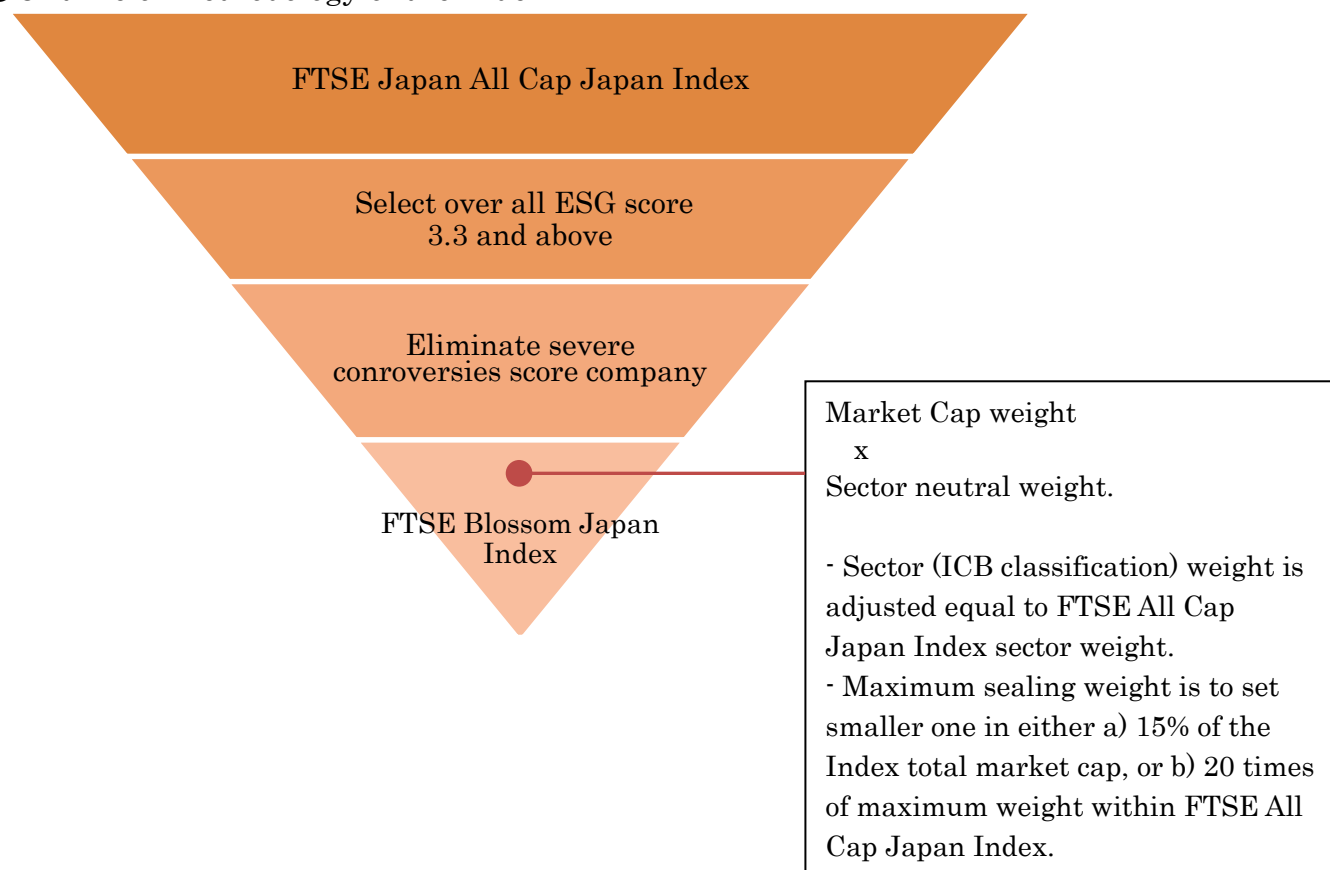 FTSE Japan All Cap Japan Index
Select over all ESG score
3.3 and above
Eliminate severe
conroversies score company
FTSE Blossom Japan
Index
Market Cap weight
x
Sector neutral weight.
- Sector (ICB classification) weight is
adjusted equal to FTSE All Cap
Japan Index sector weight.
- Maximum sealing weight is to set
smaller one in either a) 15% of the
Index total market cap, or b) 20 times
of maximum weight within FTSE All
Cap Japan Index.